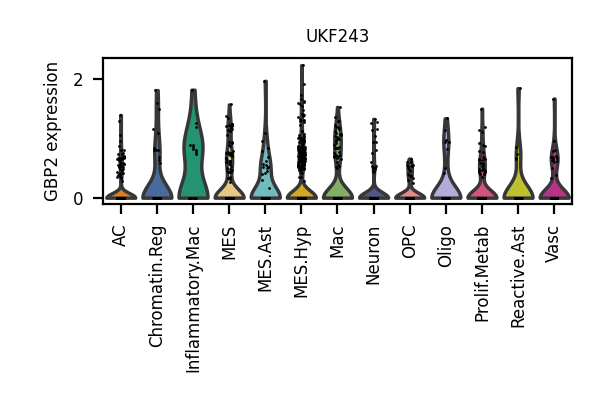 UKF243
GBP2 expression
2
0
AC
Chromatin.Reg
Inflammatory.Mac
MES
MES.Ast
MES.Hyp
Mac
Neuron
OPC
Oligo
Prolif.Metab
Reactive.Ast
Vasc